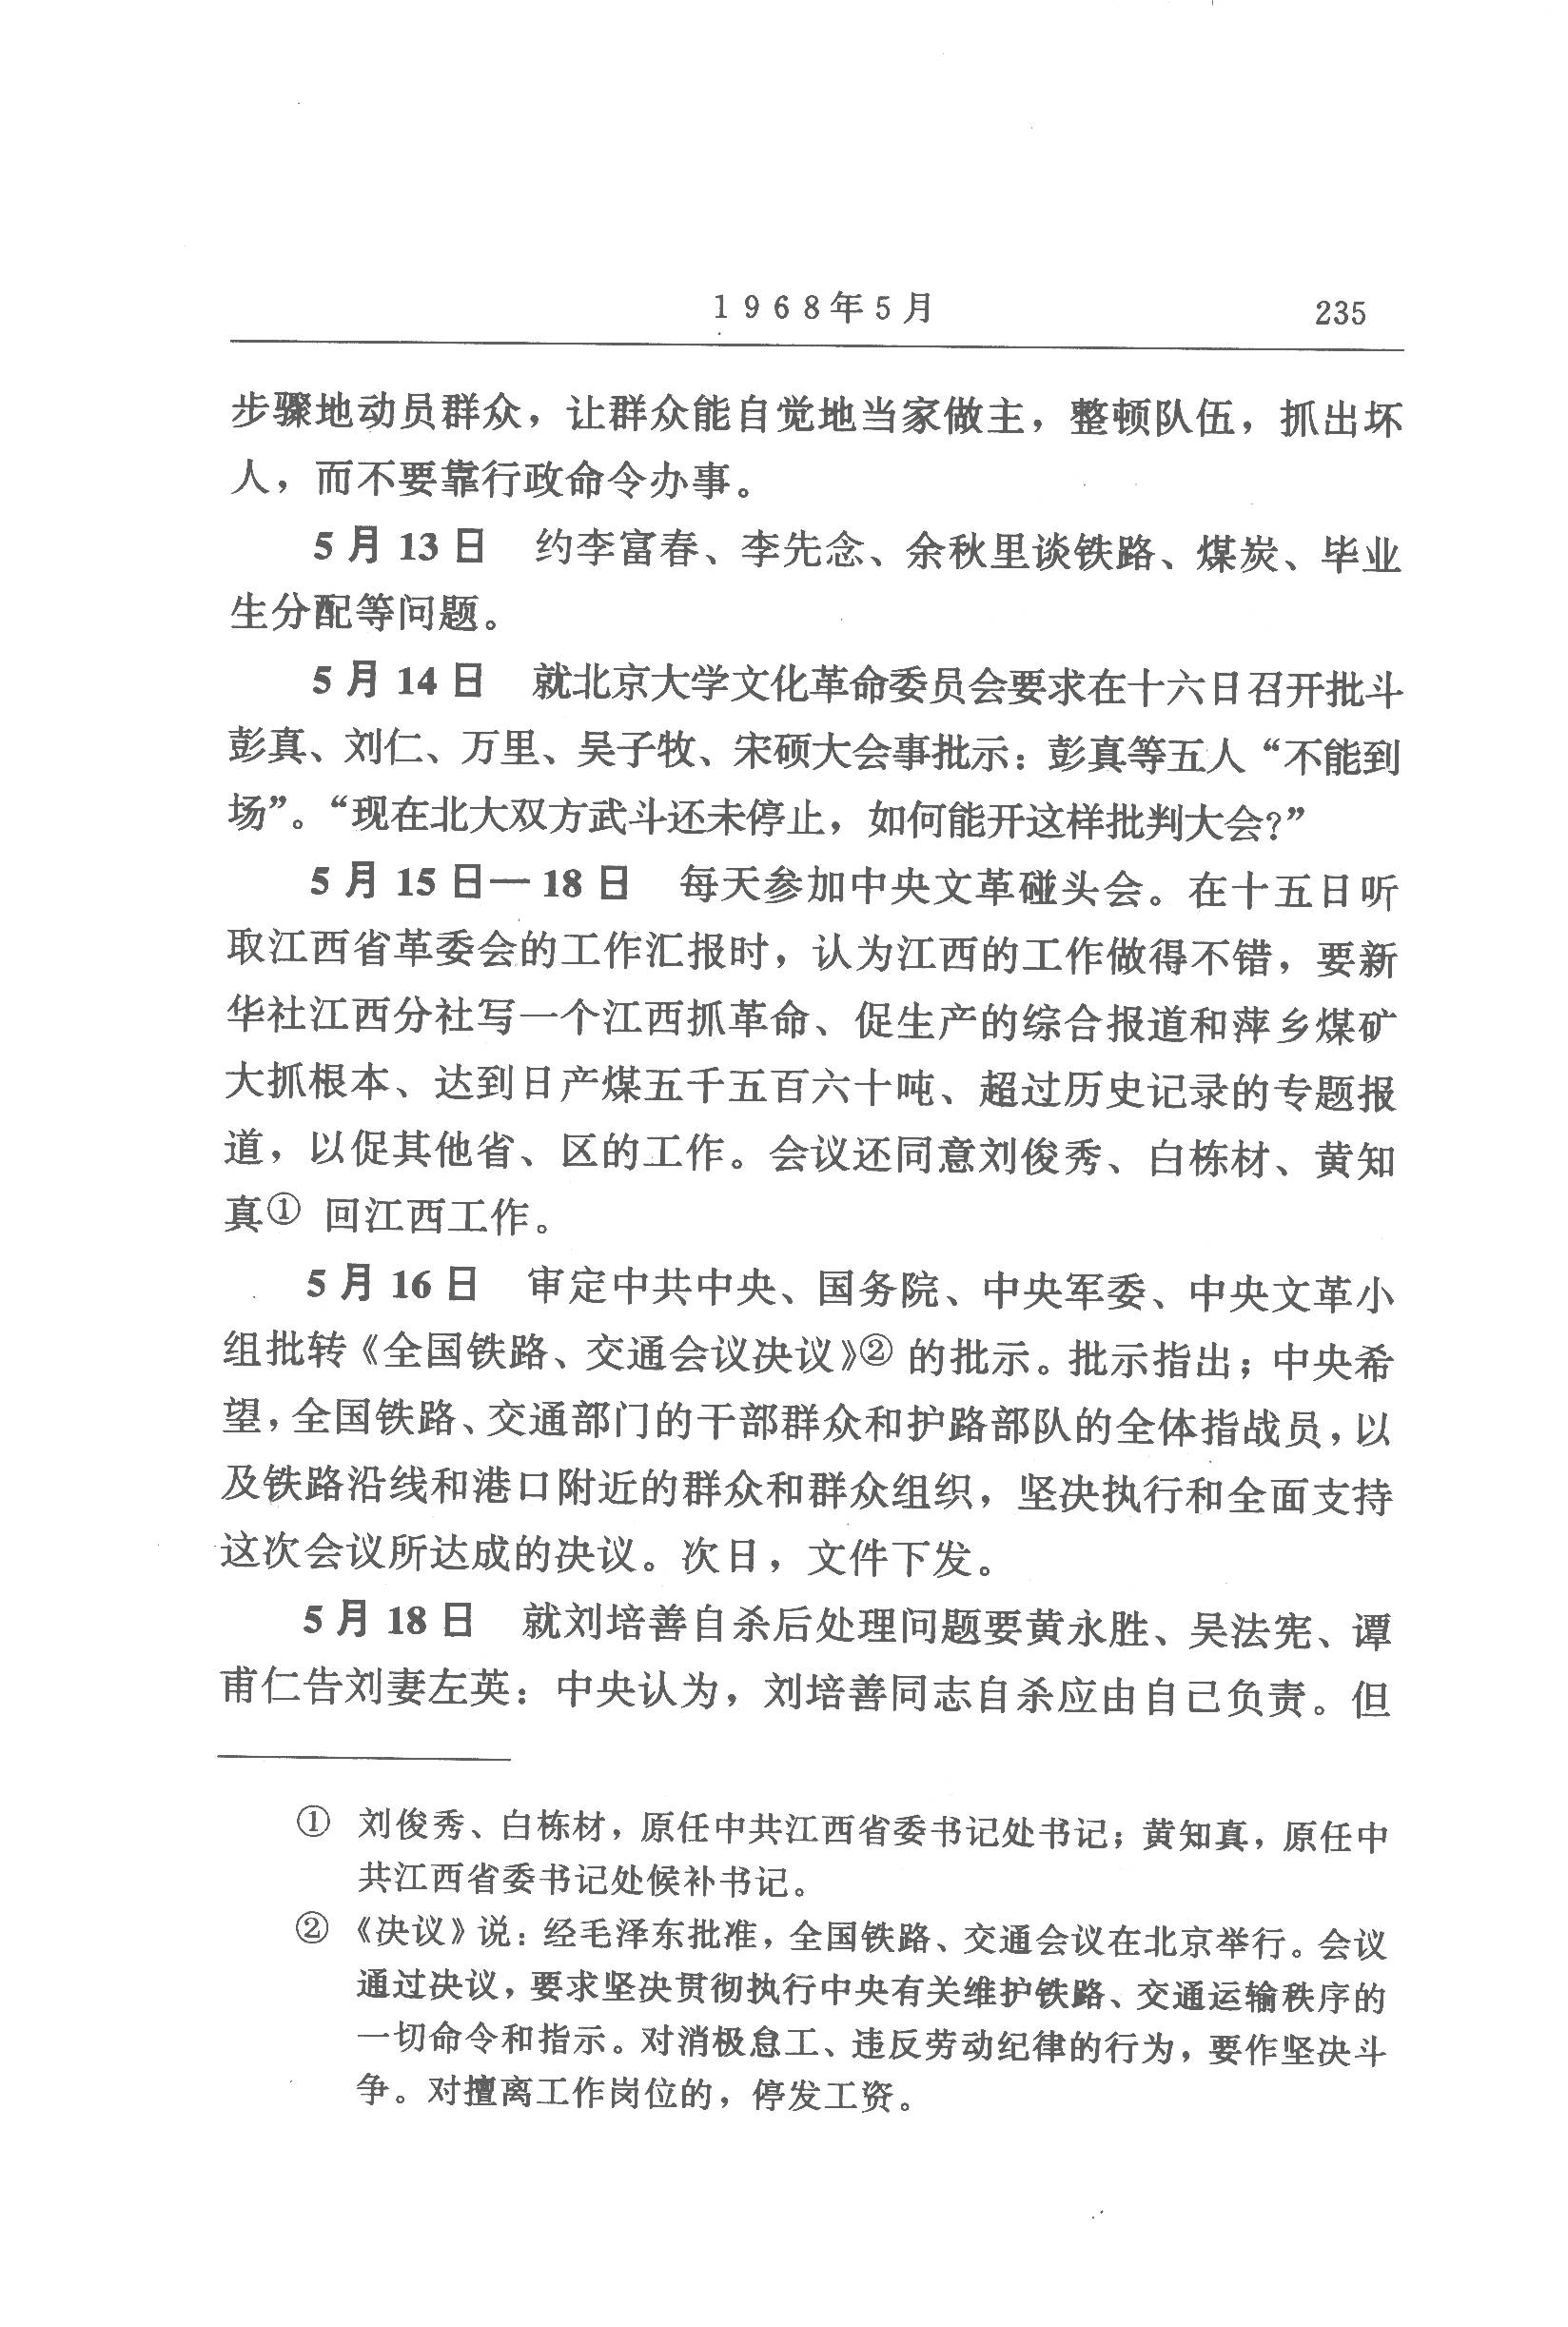 1968年5月 235
步骤地动员群众，让群众能自觉地当家做主，整顿队伍，抓出坏
人，而不要靠行政命令办事。
5月13日 约李富春、李先念、余秋里谈铁路、煤炭、毕业
生分配等问题。
5月14日 就北京大学文化革命委员会要求在十六日召开批斗
彭真、刘仁、万里、吴子牧、宋硕大会事批示：彭真等五人“不能到
场”。“现在北大双方武斗还未停止，如何能开这样批判大会?”
5月15日—18日 每天参加中央文革碰头会。在十五日听
取江西省革委会的工作汇报时，认为江西的工作做得不错，要新
华社江西分社写一个江西抓革命、促生产的综合报道和萍乡煤矿
大抓根本、达到日产煤五千五百六十吨、超过历史记录的专题报
道，以促其他省、区的工作。会议还同意刘俊秀、白栋材、黄知
真① 回江西工作。
5月16日 审定中共中央、国务院、中央军委、中央文革小
组批转《全国铁路、交通会议决议》② 的批示。批示指出；中央希
望，全国铁路、交通部门的干部群众和护路部队的全体指战员，以
及铁路沿线和港口附近的群众和群众组织，坚决执行和全面支持
这次会议所达成的决议。次日，文件下发。
5月18日 就刘培善自杀后处理问题要黄永胜、吴法宪、谭
甫仁告刘妻左英：中央认为，刘培善同志自杀应由自己负责。但
① 刘俊秀、白栋材，原任中共江西省委书记处书记；黄知真，原任中
共江西省委书记处候补书记。
② 《决议》说：经毛泽东批准，全国铁路、交通会议在北京举行。会议
通过决议，要求坚决贯彻执行中央有关维护铁路、交通运输秩序的
一切命令和指示。对消极怠工、违反劳动纪律的行为，要作坚决斗
争。对擅离工作岗位的，停发工资。